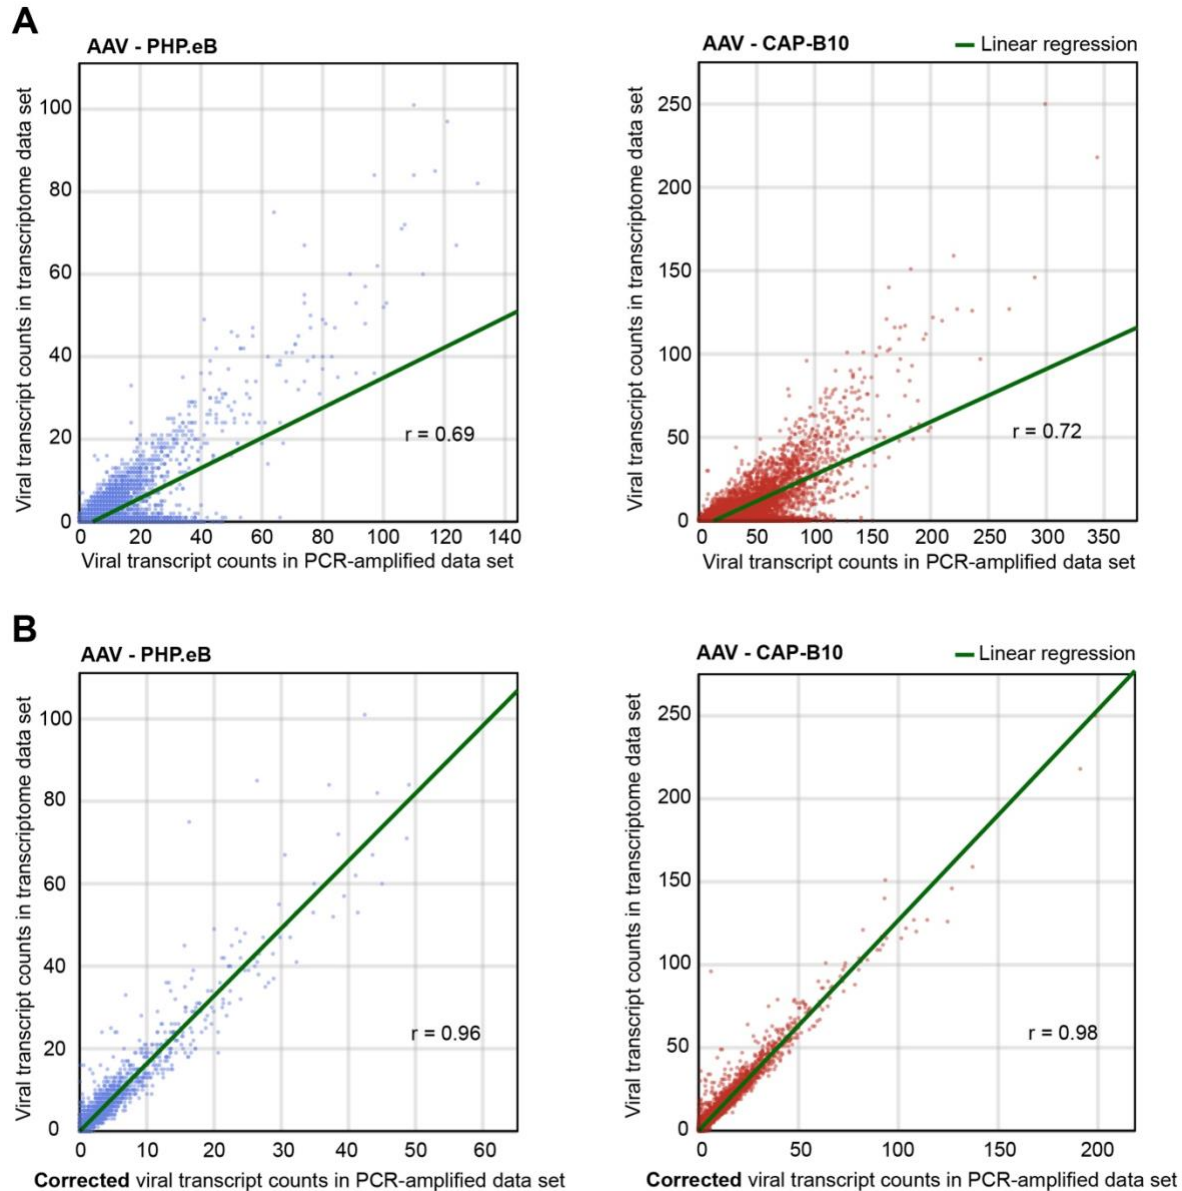 A
AAV - PHP.eB
Viral transcript counts in transcriptome data set
100
80
60
40
20
0
r = 0.69
0 20 40 60 80 100 120 140
Viral transcript counts in PCR-amplified data set
AAV - CAP-B10
Linear regression
Viral transcript counts in transcriptome data set
250
200
150
100
50
0
r = 0.72
0 50 100 150 200 250 300 350
Viral transcript counts in PCR-amplified data set
B
AAV - PHP.eB
Viral transcript counts in transcriptome data set
100
80
60
40
20
0
r = 0.96
0 10 20 30 40 50 60
Corrected viral transcript counts in PCR-amplified data set
AAV - CAP-B10
Linear regression
Viral transcript counts in transcriptome data set
250
200
150
100
50
0
r = 0.98
0 50 100 150 200
Corrected viral transcript counts in PCR-amplified data set